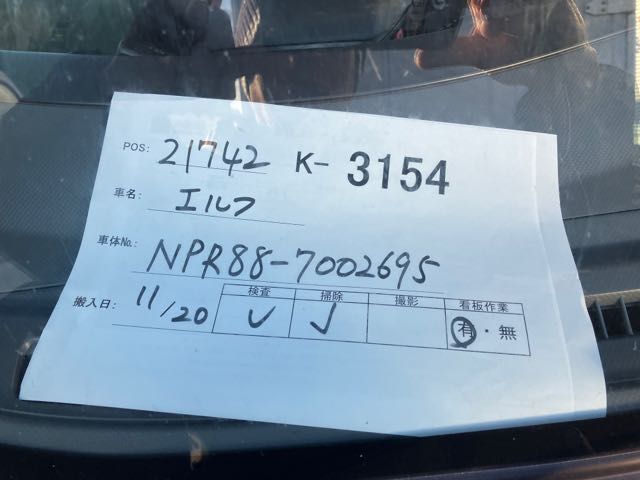 POS: 21742 K- 3154
車名: エルフ
車体No. NPR88-7002695
搬入日: 11/20
検査 掃除 撮影 看板作業
✓ ✓ 有・無